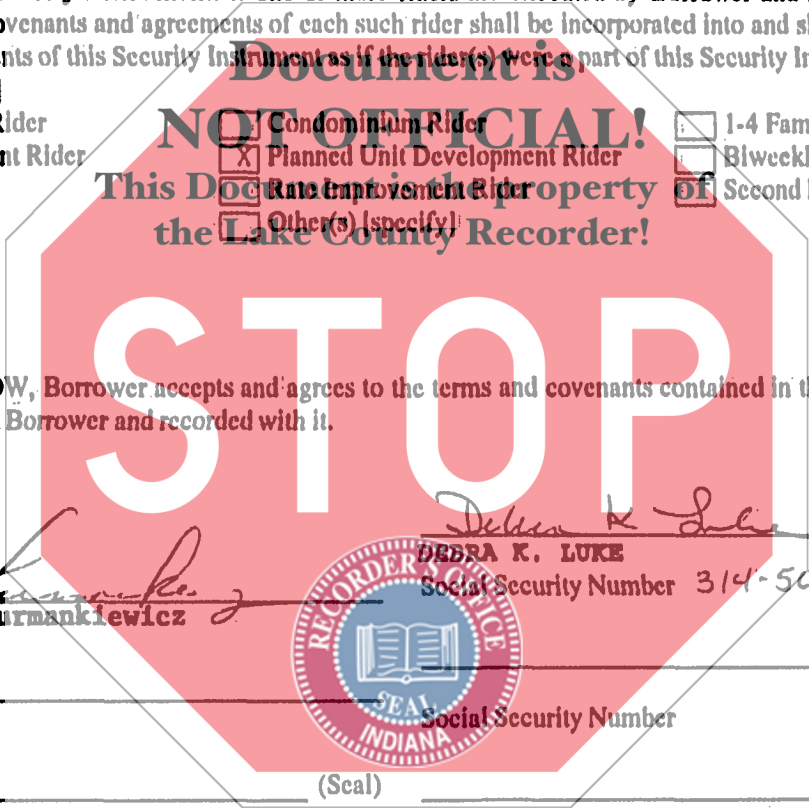 ovenants and agreements of each such rider shall be incorporated into and s
nts of this Security Instrument as if the rider(s) were a part of this Security In
Document is
NOT OFFICIAL!
This Document is the property of
the Lake County Recorder!
Rider Condominium Rider 1-4 Fam
nt Rider X Planned Unit Development Rider Biweekl
Rate Improvement Rider Second
Other(s) [specify]
STOP
OW, Borrower accepts and agrees to the terms and covenants contained in th
Borrower and recorded with it.
Debra K Luke
DEBRA K. LUKE
Social Security Number
urmankiewicz
RECORDER'S OFFICE
SEAL
INDIANA
Social Security Number
(Seal)